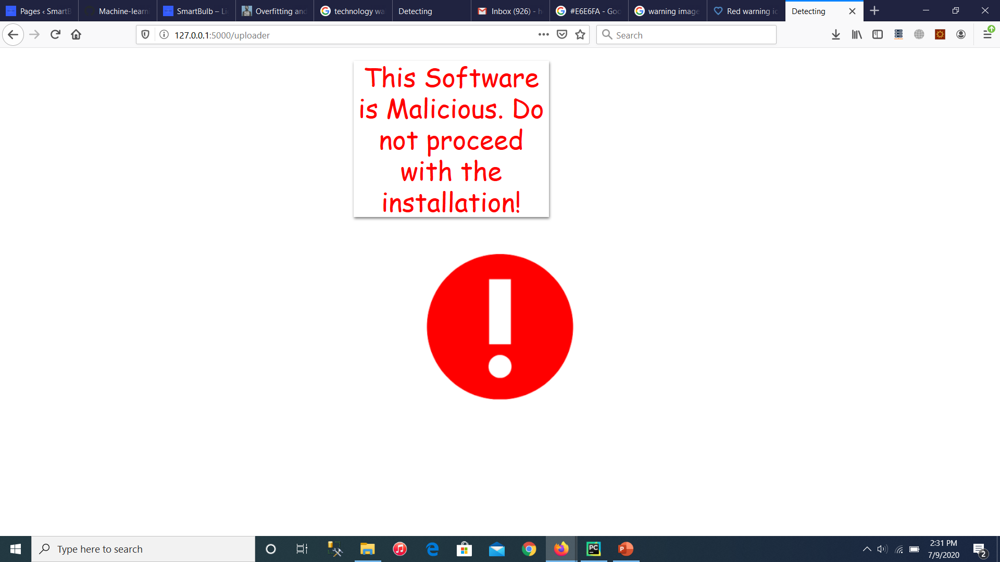 Pages ‹ SmartB
Machine-learni
SmartBulb – Li
Overfitting and
technology wa
Detecting
Inbox (926) - h
#E6E6FA - Goo
warning image
Red warning ic
Detecting
127.0.0.1:5000/uploader
Search
This Software
is Malicious. Do
not proceed
with the
installation!
Type here to search
PC
P
2:31 PM
7/9/2020
2